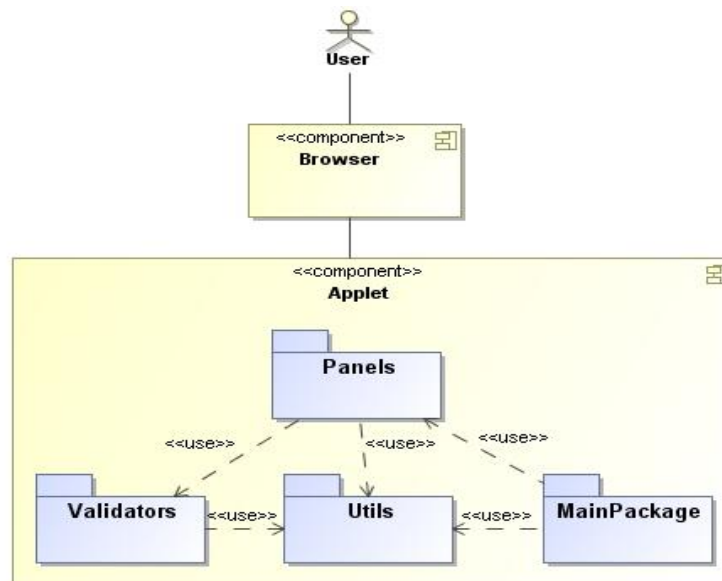 User
<<component>>
Browser
<<component>>
Applet
Panels
<<use>>
<<use>>
<<use>>
Validators
<<use>>
Utils
<<use>>
MainPackage